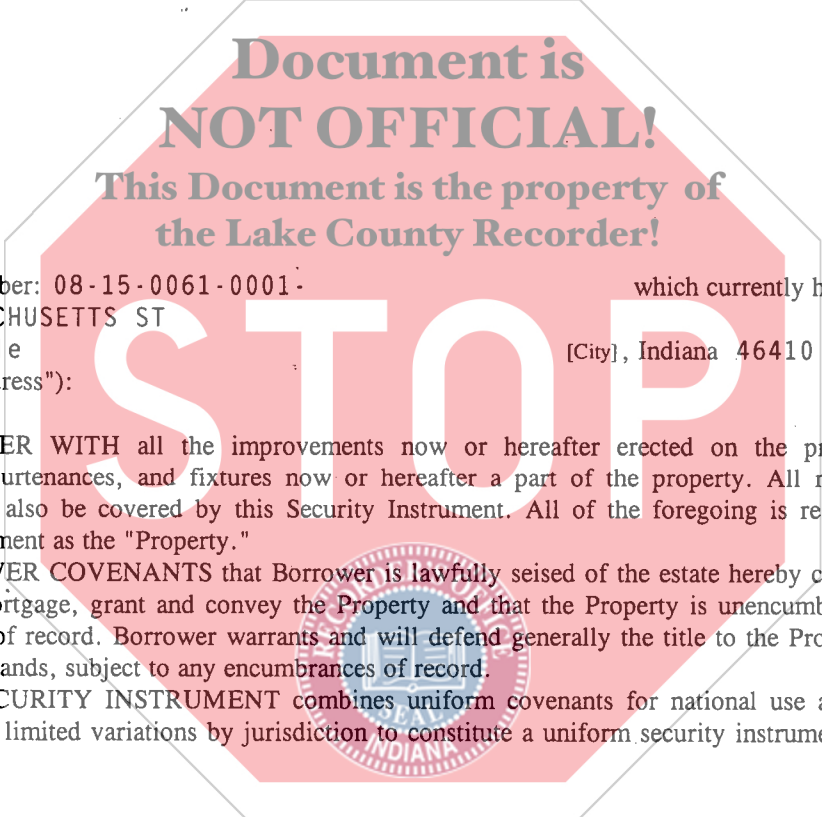 Document is
NOT OFFICIAL!
This Document is the property of
the Lake County Recorder!
ber: 08-15-0061-0001-
which currently h
CHUSETTS ST
e
[City], Indiana 46410
ress"):
STOP
ER WITH all the improvements now or hereafter erected on the pr
urtenances, and fixtures now or hereafter a part of the property. All r
also be covered by this Security Instrument. All of the foregoing is re
ment as the "Property."
VER COVENANTS that Borrower is lawfully seised of the estate hereby c
rtgage, grant and convey the Property and that the Property is unencumb
of record. Borrower warrants and will defend generally the title to the Pro
ands, subject to any encumbrances of record.
CURITY INSTRUMENT combines uniform covenants for national use a
limited variations by jurisdiction to constitute a uniform security instrume
RECORDER'S OFFICE
SEAL
INDIANA